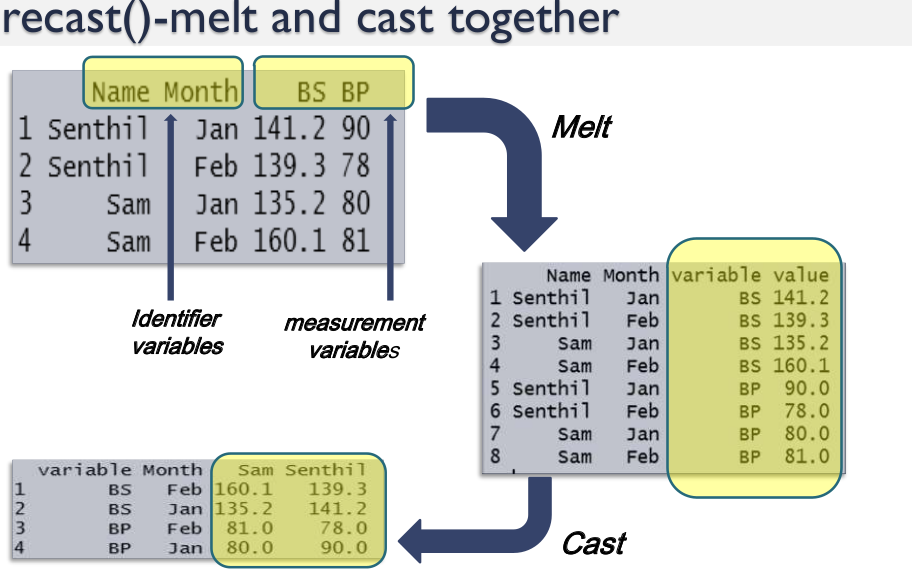 recast()-melt and cast together
Name Month BS BP
1 Senthil Jan 141.2 90
2 Senthil Feb 139.3 78
3 Sam Jan 135.2 80
4 Sam Feb 160.1 81
Melt
Identifier
variables
measurement
variables
Name Month variable value
1 Senthil Jan BS 141.2
2 Senthil Feb BS 139.3
3 Sam Jan BS 135.2
4 Sam Feb BS 160.1
5 Senthil Jan BP 90.0
6 Senthil Feb BP 78.0
7 Sam Jan BP 80.0
8 Sam Feb BP 81.0
Cast
variable Month Sam Senthil
1 BS Feb 160.1 139.3
2 BS Jan 135.2 141.2
3 BP Feb 81.0 78.0
4 BP Jan 80.0 90.0